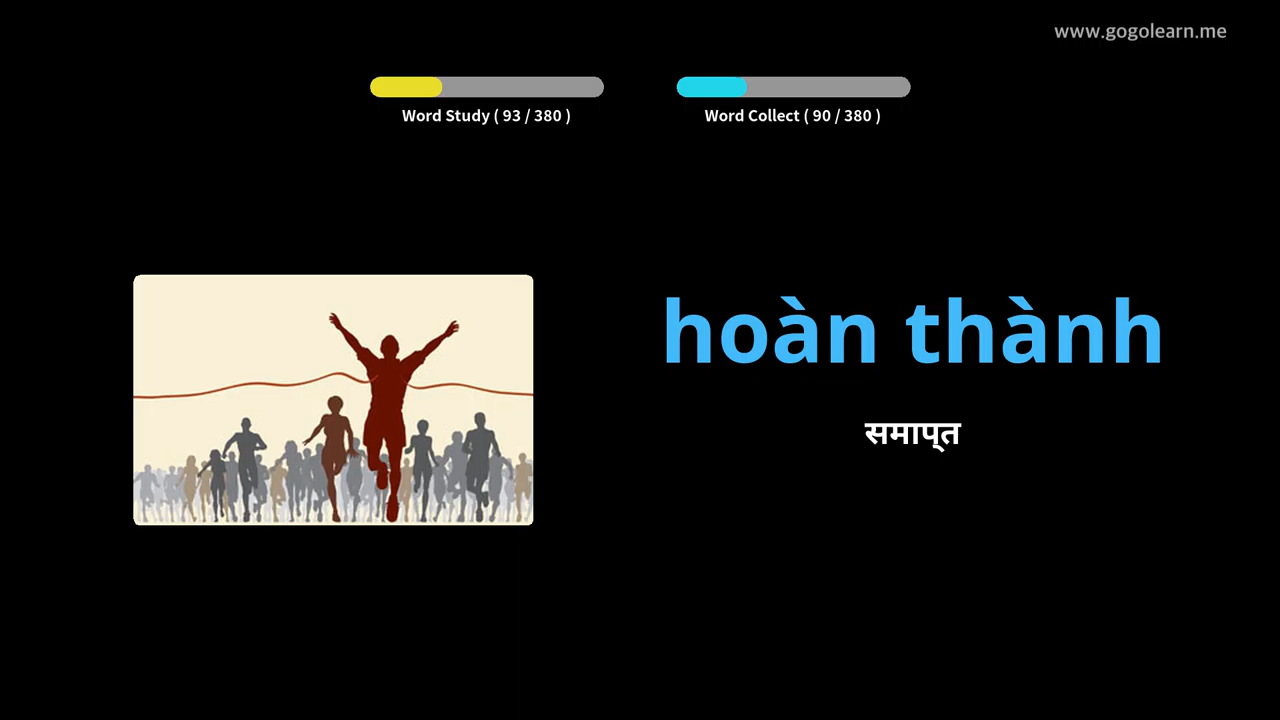 www.gogolearn.me
Word Study ( 93 / 380 )
Word Collect ( 90 / 380 )
hoàn thành
समाप्त